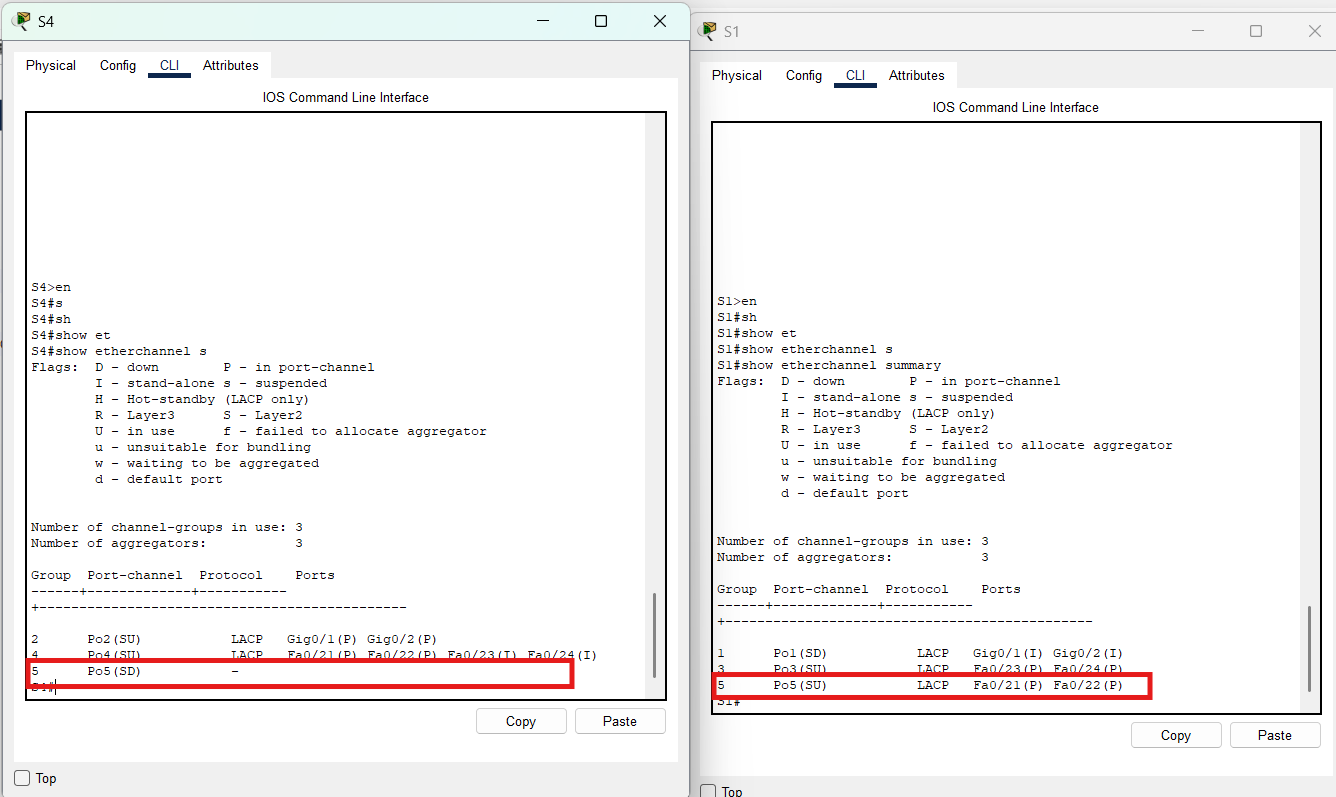 S4
Physical Config CLI Attributes
IOS Command Line Interface
S4>en
S4#s
S4#sh
S4#show et
S4#show etherchannel s
Flags:  D - down        P - in port-channel
        I - stand-alone s - suspended
        H - Hot-standby (LACP only)
        R - Layer3      S - Layer2
        U - in use      f - failed to allocate aggregator
        u - unsuitable for bundling
        w - waiting to be aggregated
        d - default port
Number of channel-groups in use: 3
Number of aggregators:           3
Group  Port-channel  Protocol    Ports
------+-------------+-----------
+----------------------------------------------
2      Po2(SU)           LACP   Gig0/1(P) Gig0/2(P)
4      Po4(SU)           LACP   Fa0/21(P) Fa0/22(P) Fa0/23(I) Fa0/24(I)
5      Po5(SD)           -
S4#
Copy Paste
Top
S1
Physical Config CLI Attributes
IOS Command Line Interface
S1>en
S1#sh
S1#show et
S1#show etherchannel s
S1#show etherchannel summary
Flags:  D - down        P - in port-channel
        I - stand-alone s - suspended
        H - Hot-standby (LACP only)
        R - Layer3      S - Layer2
        U - in use      f - failed to allocate aggregator
        u - unsuitable for bundling
        w - waiting to be aggregated
        d - default port
Number of channel-groups in use: 3
Number of aggregators:           3
Group  Port-channel  Protocol    Ports
------+-------------+-----------
+----------------------------------------------
1      Po1(SD)           LACP   Gig0/1(I) Gig0/2(I)
3      Po3(SU)           LACP   Fa0/23(P) Fa0/24(P)
5      Po5(SU)           LACP   Fa0/21(P) Fa0/22(P)
S1#
Copy Paste
Top